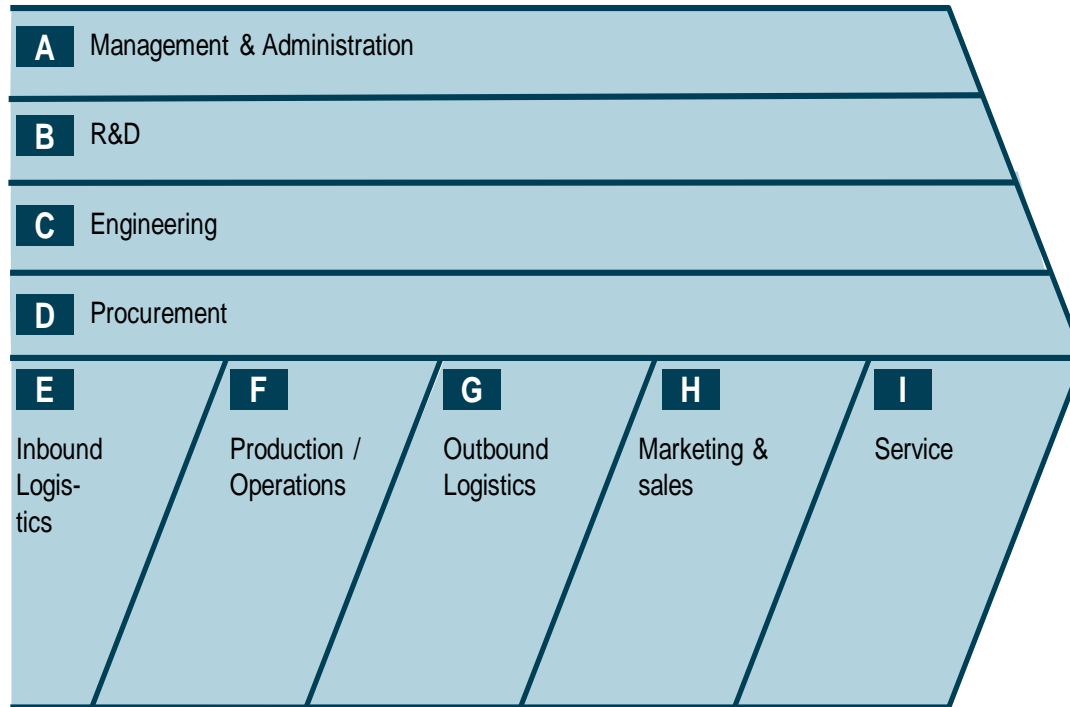 A Management & Administration
B R&D
C Engineering
D Procurement
E
Inbound
Logis-
tics
F
Production /
Operations
G
Outbound
Logistics
H
Marketing &
sales
I
Service